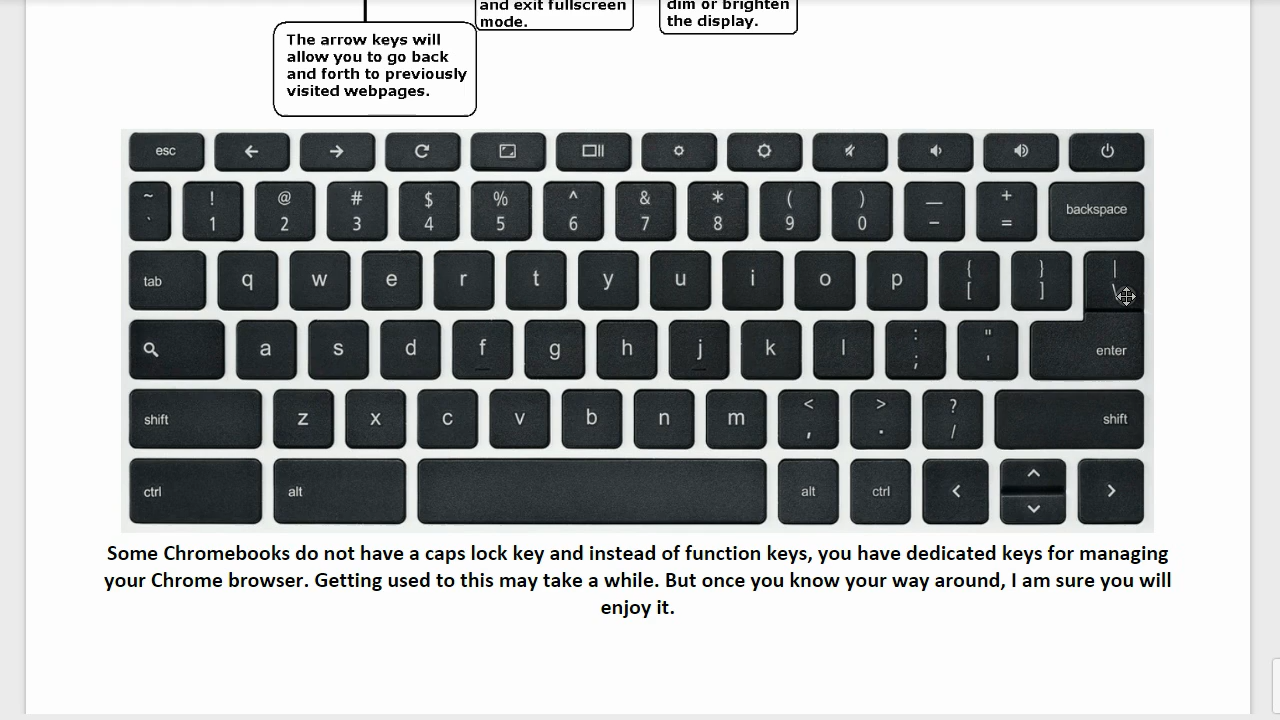 and exit fullscreen
mode.
dim or brighten
the display.
The arrow keys will
allow you to go back
and forth to previously
visited webpages.
esc
~ ! @ # $ % ^ & * ( ) — +
` 1 2 3 4 5 6 7 8 9 0 – = backspace
tab q w e r t y u i o p { [ } ] | \
a s d f g h j k l : ; " ' enter
shift z x c v b n m < , > . ? / shift
ctrl alt alt ctrl
Some Chromebooks do not have a caps lock key and instead of function keys, you have dedicated keys for managing
your Chrome browser. Getting used to this may take a while. But once you know your way around, I am sure you will
enjoy it.